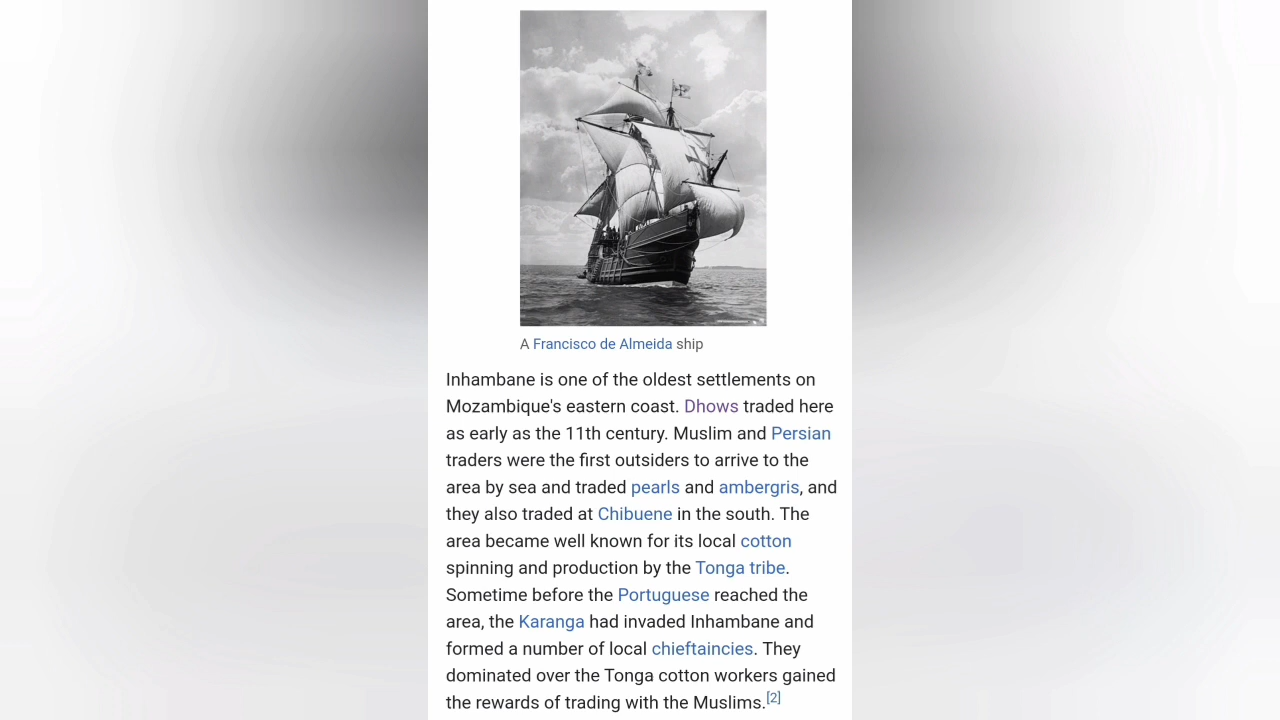 A Francisco de Almeida ship
Inhambane is one of the oldest settlements on
Mozambique's eastern coast. Dhows traded here
as early as the 11th century. Muslim and Persian
traders were the first outsiders to arrive to the
area by sea and traded pearls and ambergris, and
they also traded at Chibuene in the south. The
area became well known for its local cotton
spinning and production by the Tonga tribe.
Sometime before the Portuguese reached the
area, the Karanga had invaded Inhambane and
formed a number of local chieftaincies. They
dominated over the Tonga cotton workers gained
the rewards of trading with the Muslims.[2]